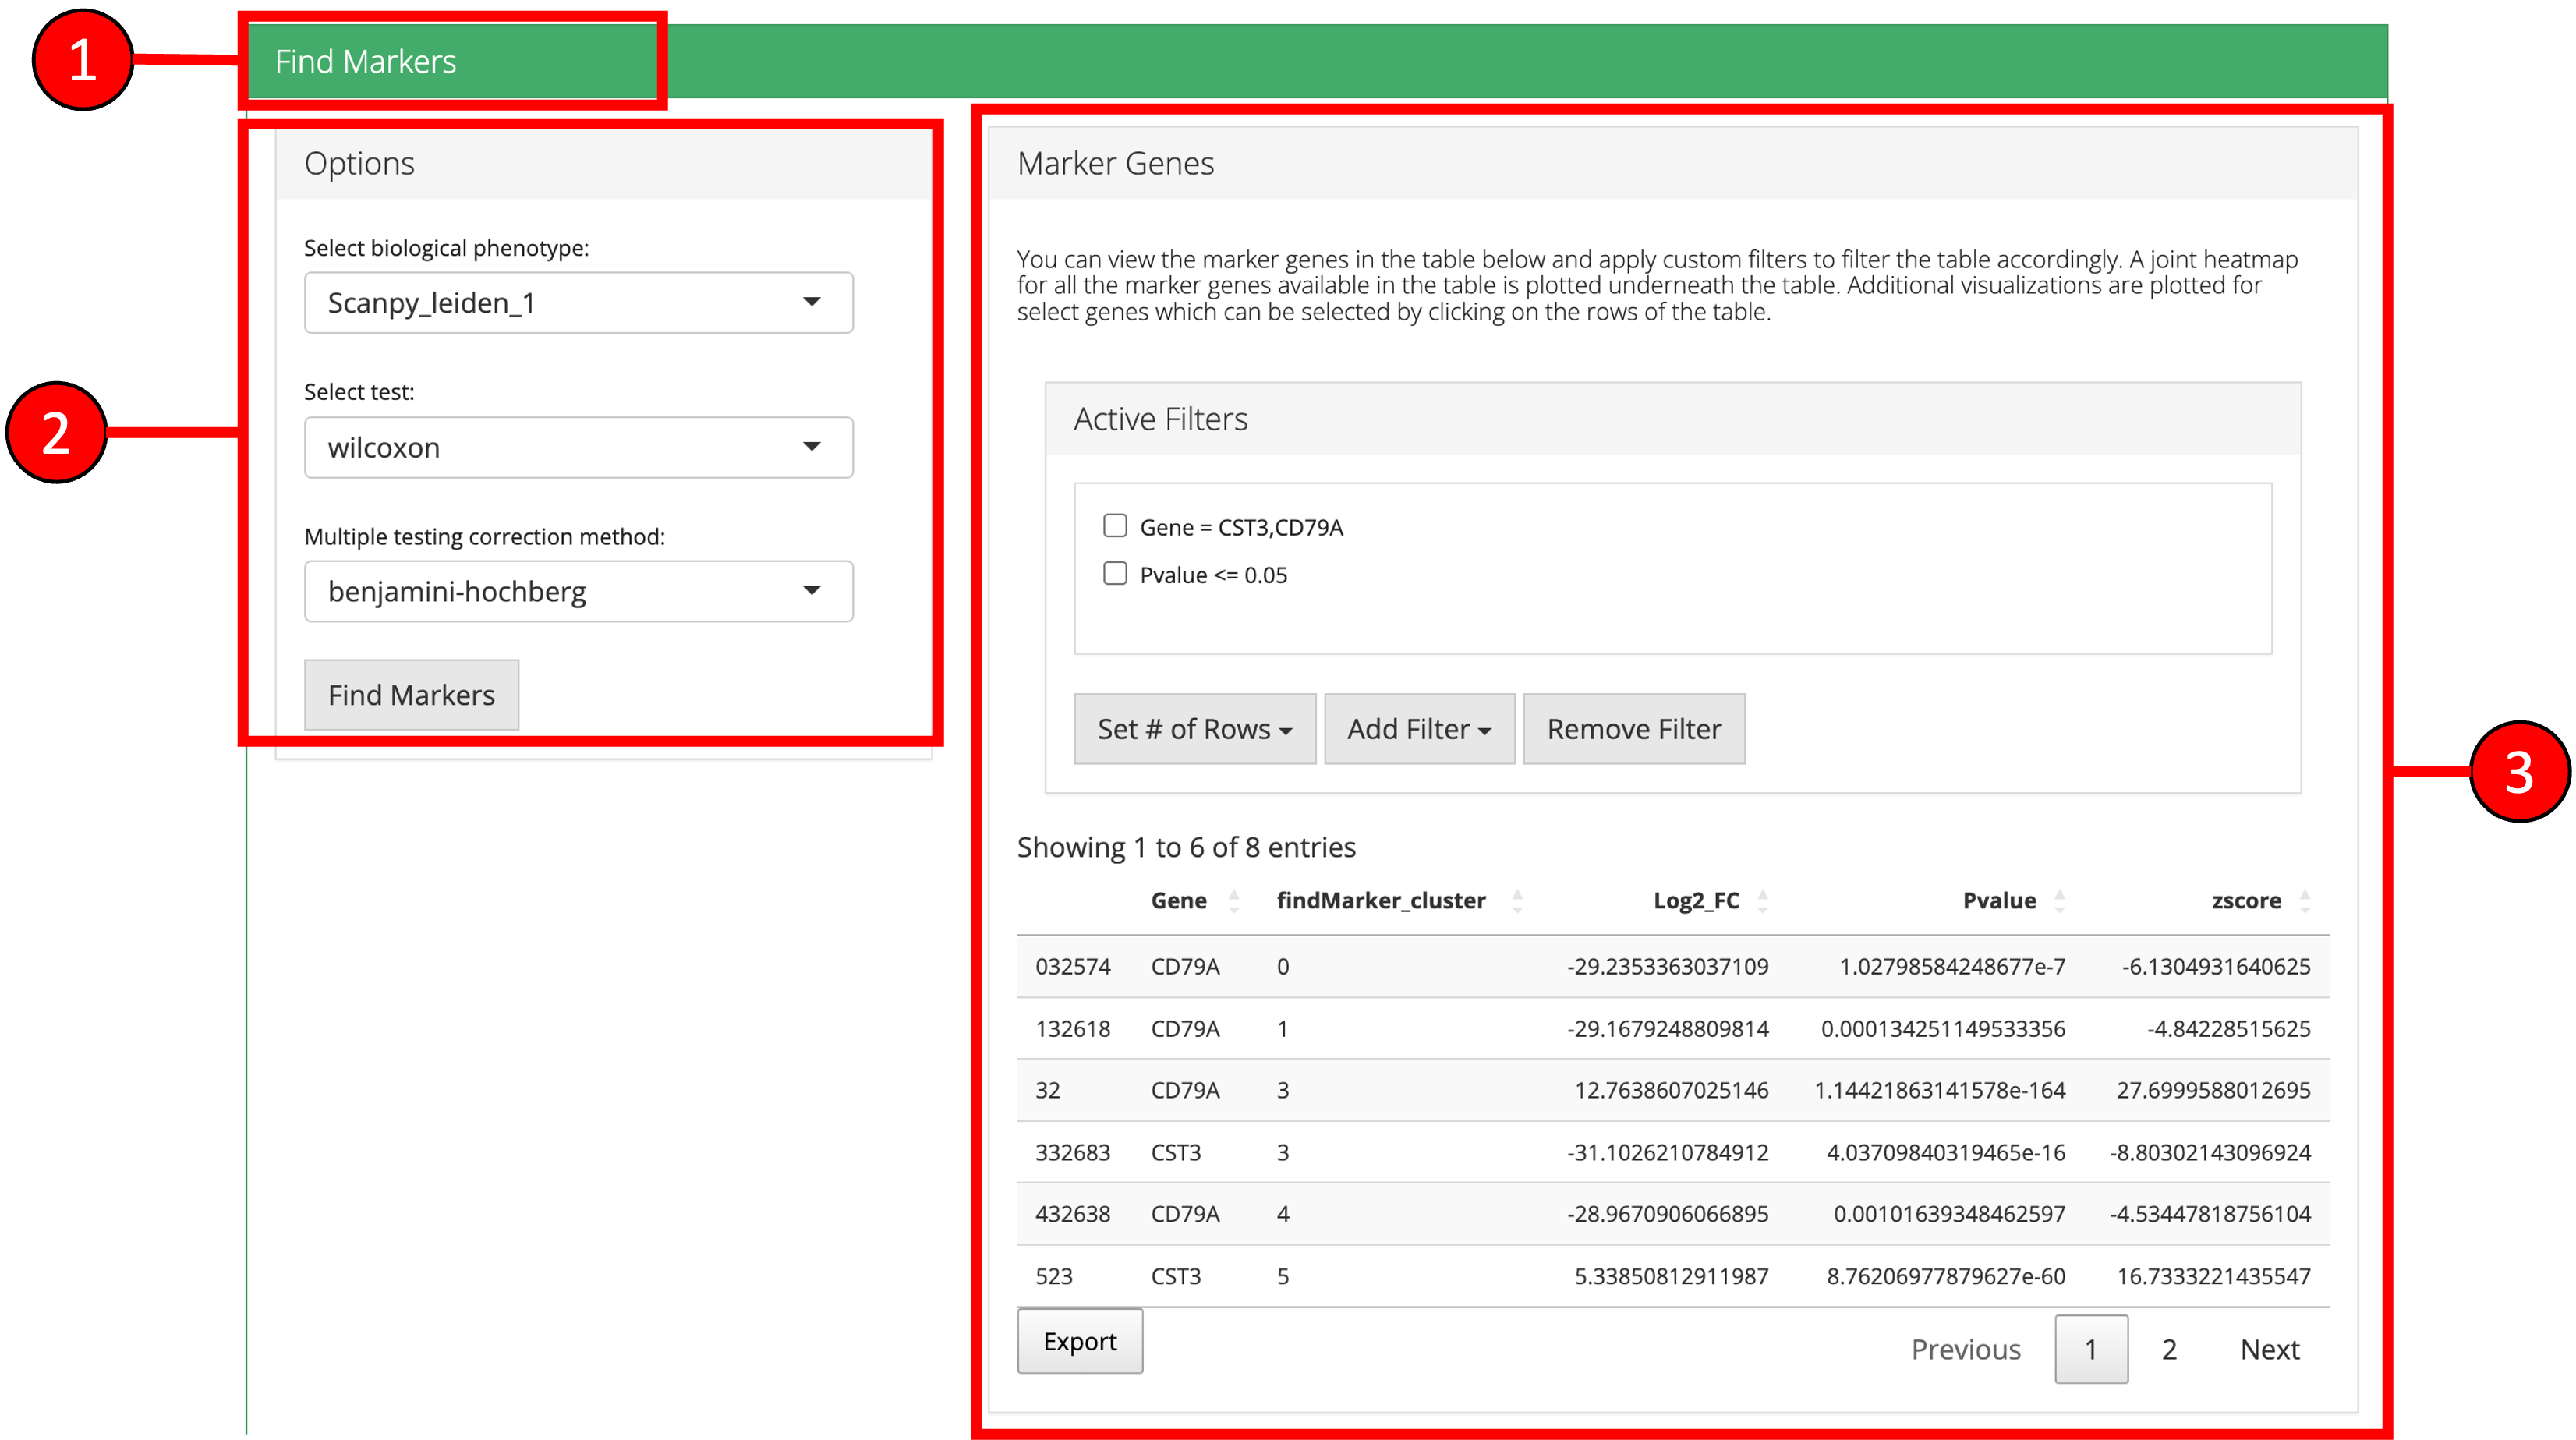 1
Find Markers
2
Options
Select biological phenotype:
Scanpy_leiden_1
Select test:
wilcoxon
Multiple testing correction method:
benjamini-hochberg
Find Markers
3
Marker Genes
You can view the marker genes in the table below and apply custom filters to filter the table accordingly. A joint heatmap
for all the marker genes available in the table is plotted underneath the table. Additional visualizations are plotted for
select genes which can be selected by clicking on the rows of the table.
Active Filters
Gene = CST3,CD79A
Pvalue <= 0.05
Set # of Rows Add Filter Remove Filter
Showing 1 to 6 of 8 entries
Gene findMarker_cluster Log2_FC Pvalue zscore
032574 CD79A 0 -29.2353363037109 1.02798584248677e-7 -6.1304931640625
132618 CD79A 1 -29.1679248809814 0.000134251149533356 -4.84228515625
32 CD79A 3 12.7638607025146 1.14421863141578e-164 27.6999588012695
332683 CST3 3 -31.1026210784912 4.03709840319465e-16 -8.80302143096924
432638 CD79A 4 -28.9670906066895 0.00101639348462597 -4.53447818756104
523 CST3 5 5.33850812911987 8.76206977879627e-60 16.7333221435547
Export
Previous 1 2 Next